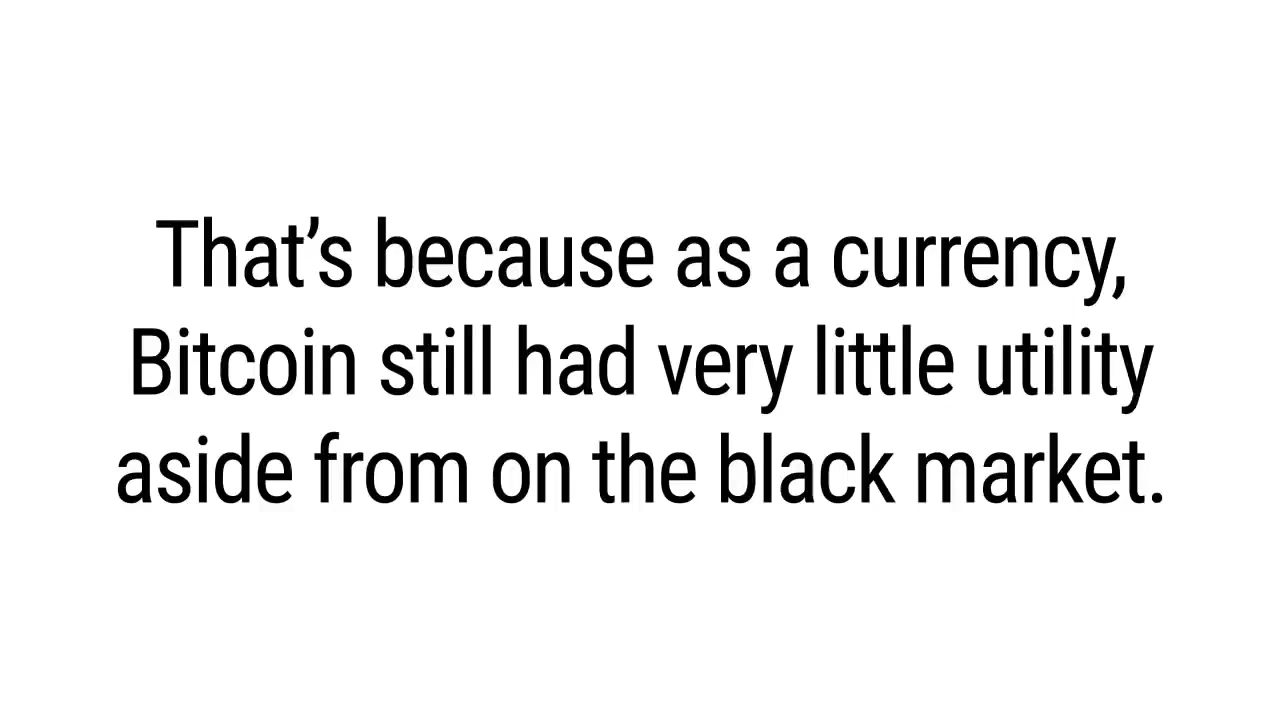 That’s because as a currency,
Bitcoin still had very little utility
aside from on the black market.